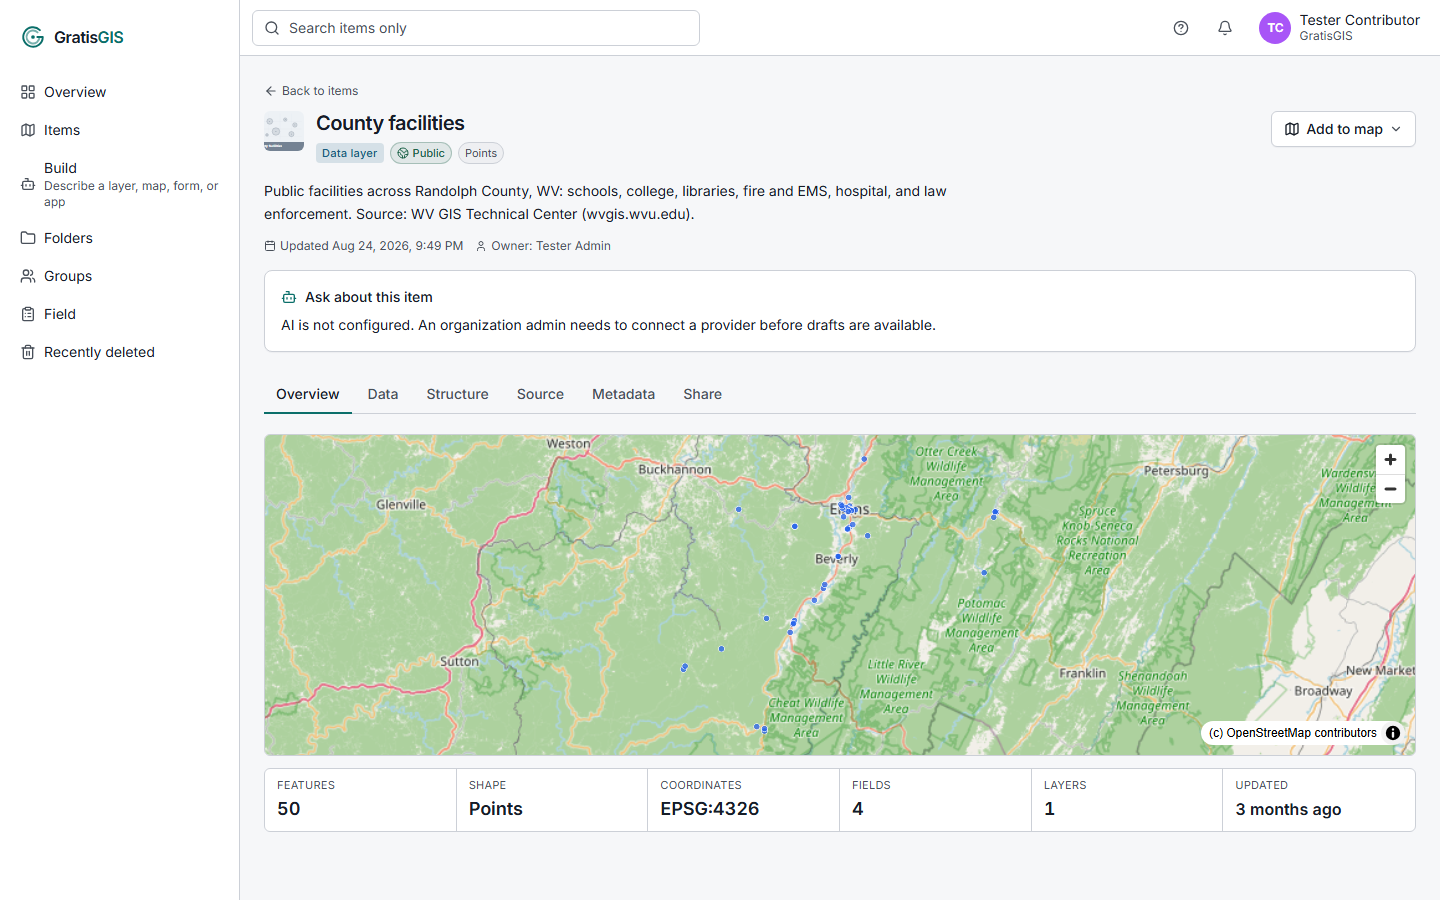 GratisGIS
Search items only
TC
Tester Contributor
GratisGIS
Overview
Items
Build
Describe a layer, map, form, or
app
Folders
Groups
Field
Recently deleted
Back to items
County facilities
Data layer
Public
Points
Add to map
Public facilities across Randolph County, WV: schools, college, libraries, fire and EMS, hospital, and law
enforcement. Source: WV GIS Technical Center (wvgis.wvu.edu).
Updated Aug 24, 2026, 9:49 PM
Owner: Tester Admin
Ask about this item
AI is not configured. An organization admin needs to connect a provider before drafts are available.
Overview
Data
Structure
Source
Metadata
Share
Weston
Buckhannon
Glenville
Otter Creek
Wildlife
Management
Area
Petersburg
Spruce
Knob Seneca
Rocks National
Recreation
Area
Beverly
Potomac
Wildlife
Management
Area
Sutton
Little River
Wildlife
Management
Area
Franklin
Shenandoah
Wildlife
Management
Area
Cheat Wildlife
Management
Area
New Market
Broadway
Wildlife
Management
Area
+
−
(c) OpenStreetMap contributors
FEATURES
50
SHAPE
Points
COORDINATES
EPSG:4326
FIELDS
4
LAYERS
1
UPDATED
3 months ago